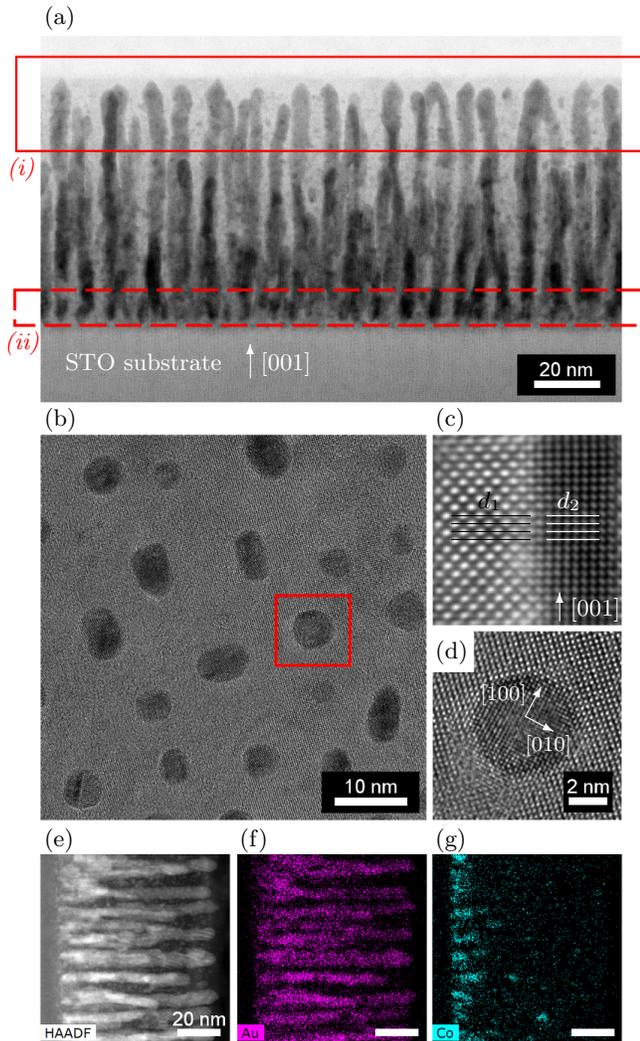 (a)
(i)
(ii)
STO substrate [001]
20 nm
(b)
(c)
d1 d2
[001]
10 nm
(d)
[100]
[010]
2 nm
(e) (f) (g)
HAADF 20 nm
Au
Co